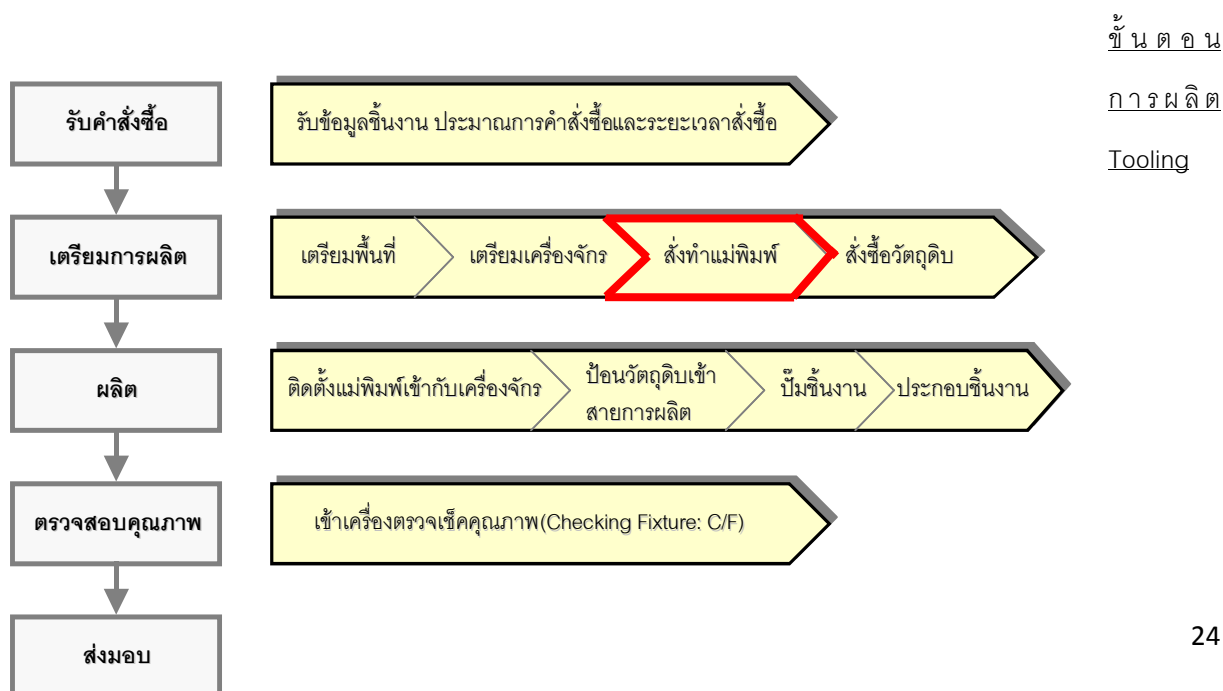 ขั้นตอน
การผลิต
Tooling
รับคำสั่งซื้อ
รับข้อมูลชิ้นงาน ประมาณการคำสั่งซื้อและระยะเวลาสั่งซื้อ
เตรียมการผลิต
เตรียมพื้นที่
เตรียมเครื่องจักร
สั่งทำแม่พิมพ์
สั่งซื้อวัตถุดิบ
ผลิต
ติดตั้งแม่พิมพ์เข้ากับเครื่องจักร
ป้อนวัตถุดิบเข้า
สายการผลิต
ปั๊มชิ้นงาน
ประกอบชิ้นงาน
ตรวจสอบคุณภาพ
เข้าเครื่องตรวจเช็คคุณภาพ(Checking Fixture: C/F)
ส่งมอบ
24